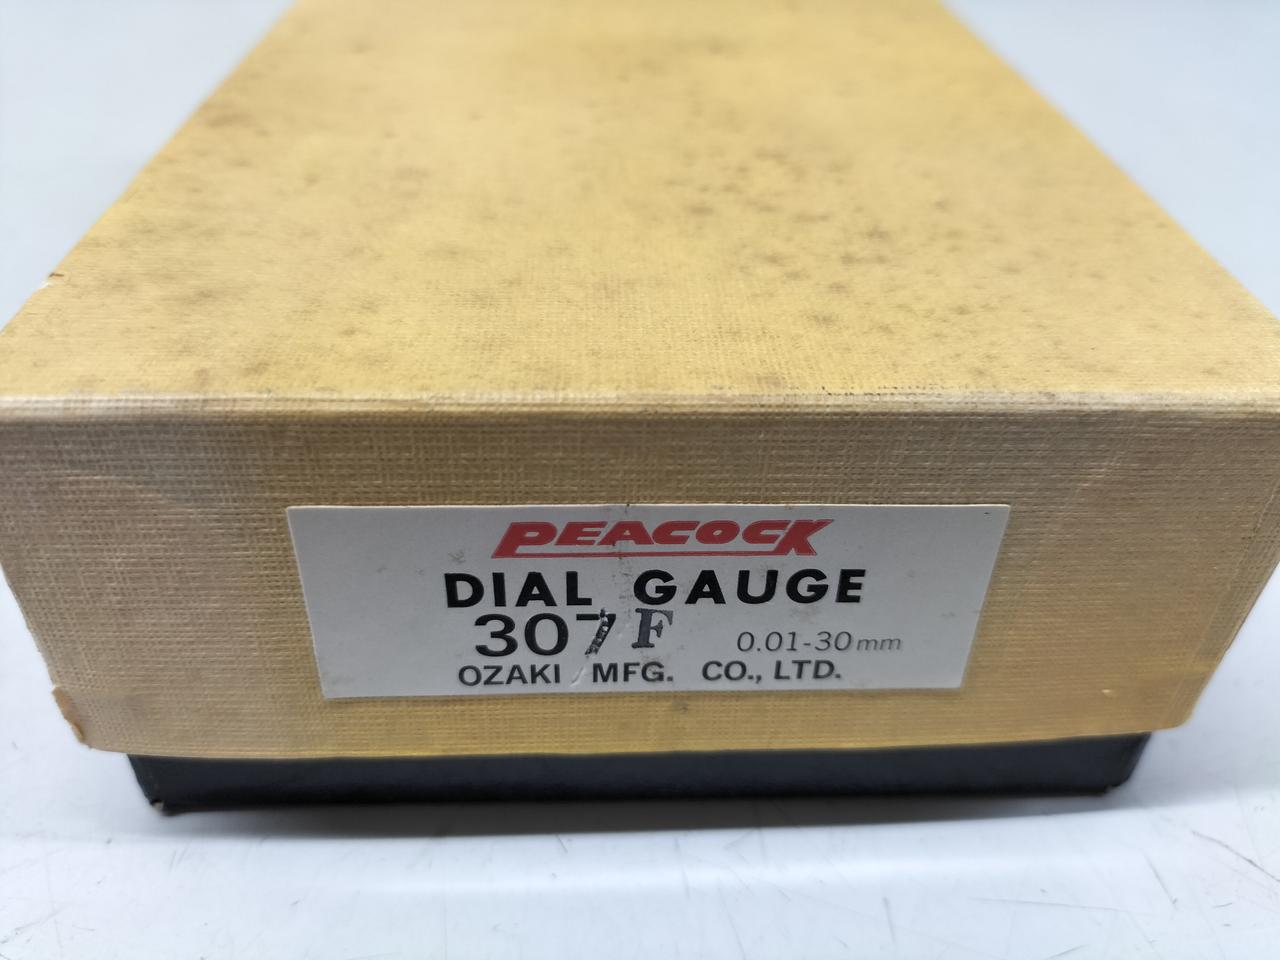 PEACOCK
DIAL GAUGE
307F 0.01-30mm
OZAKI MFG. CO., LTD.